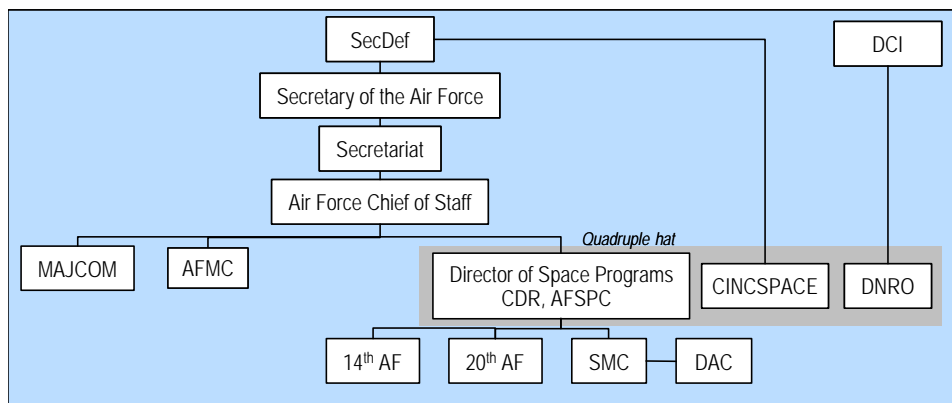 SecDef
DCI
Secretary of the Air Force
Secretariat
Air Force Chief of Staff
Quadruple hat
MAJCOM
AFMC
Director of Space Programs
CDR, AFSPC
CINCSPACE
DNRO
14th AF
20th AF
SMC
DAC